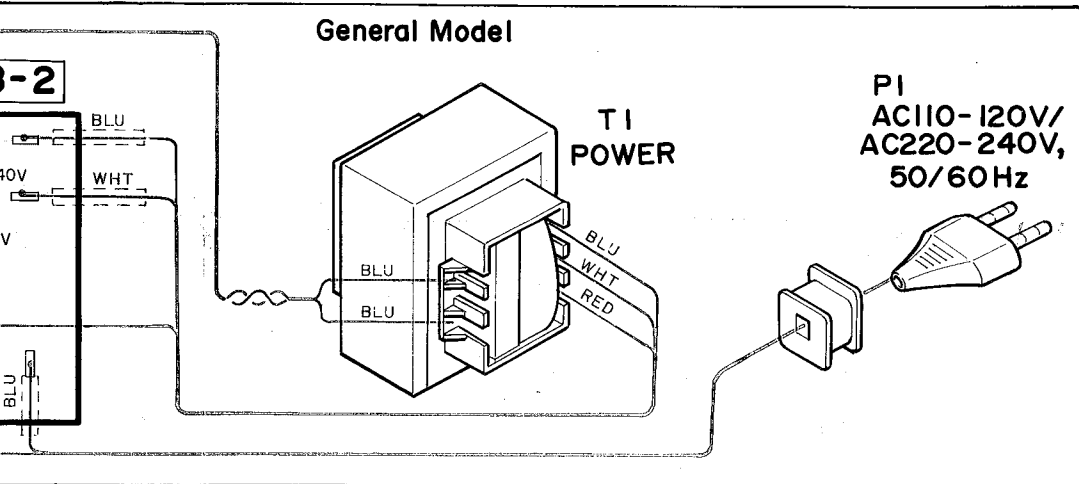 General Model
-2
BLU
WHT
40V
V
BLU
T1
POWER
P1
AC110-120V/
AC220-240V,
50/60Hz
BLU
BLU
BLU
WHT
RED